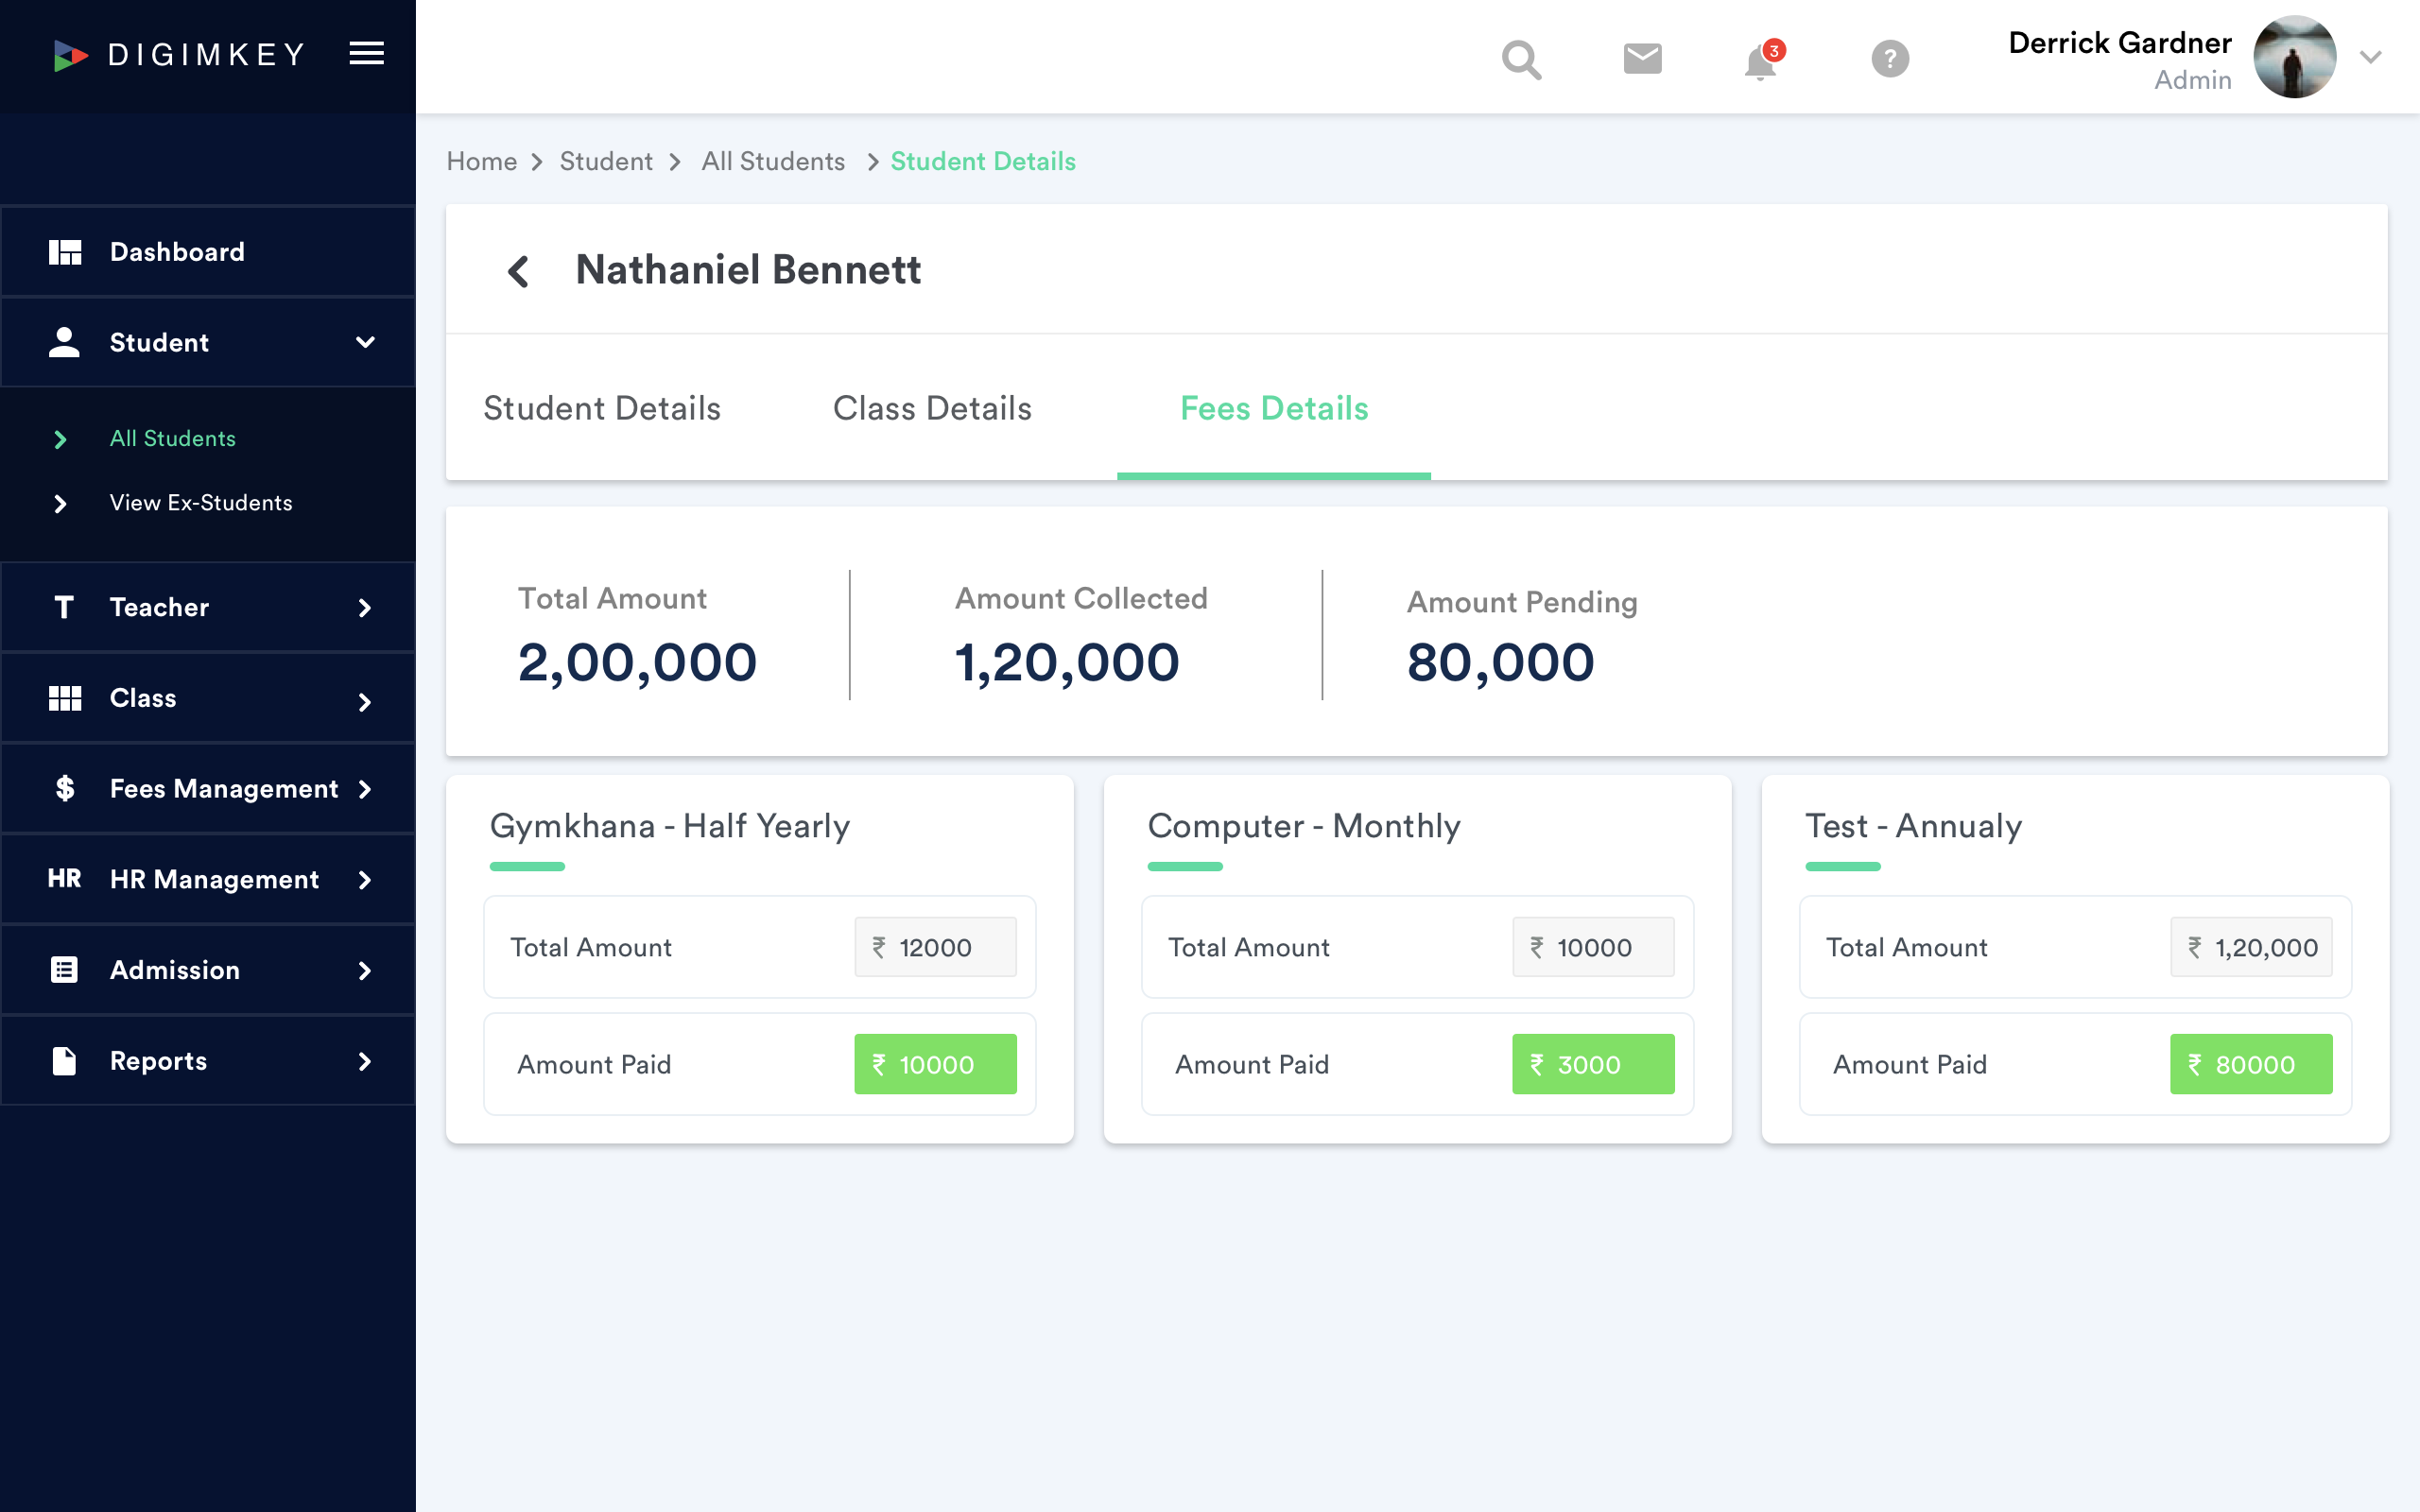 DIGIMKEY
3
?
Derrick Gardner
Admin
Home > Student > All Students > Student Details
Dashboard
Student
All Students
View Ex-Students
T Teacher
Class
$ Fees Management
HR HR Management
Admission
Reports
Nathaniel Bennett
Student Details Class Details Fees Details
Total Amount Amount Collected Amount Pending
2,00,000 1,20,000 80,000
Gymkhana - Half Yearly
Total Amount ₹ 12000
Amount Paid ₹ 10000
Computer - Monthly
Total Amount ₹ 10000
Amount Paid ₹ 3000
Test - Annualy
Total Amount ₹ 1,20,000
Amount Paid ₹ 80000